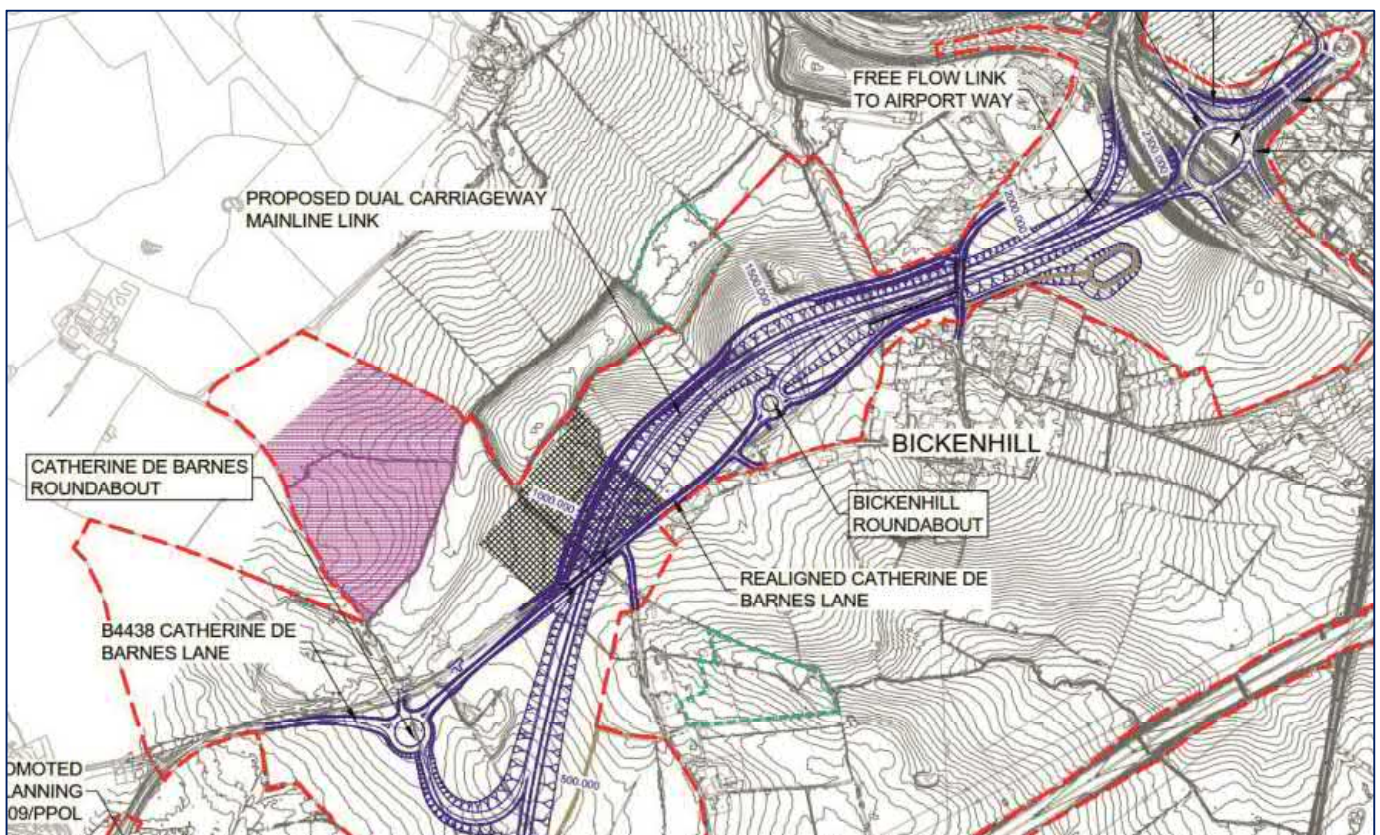 FREE FLOW LINK
TO AIRPORT WAY
2300.000
PROPOSED DUAL CARRIAGEWAY
MAINLINE LINK
2000.000
1500.000
CATHERINE DE BARNES
ROUNDABOUT
BICKENHILL
1000.000
BICKENHILL
ROUNDABOUT
REALIGNED CATHERINE DE
BARNES LANE
B4438 CATHERINE DE
BARNES LANE
500.000
OMOTED
LANNING
09/PPOL